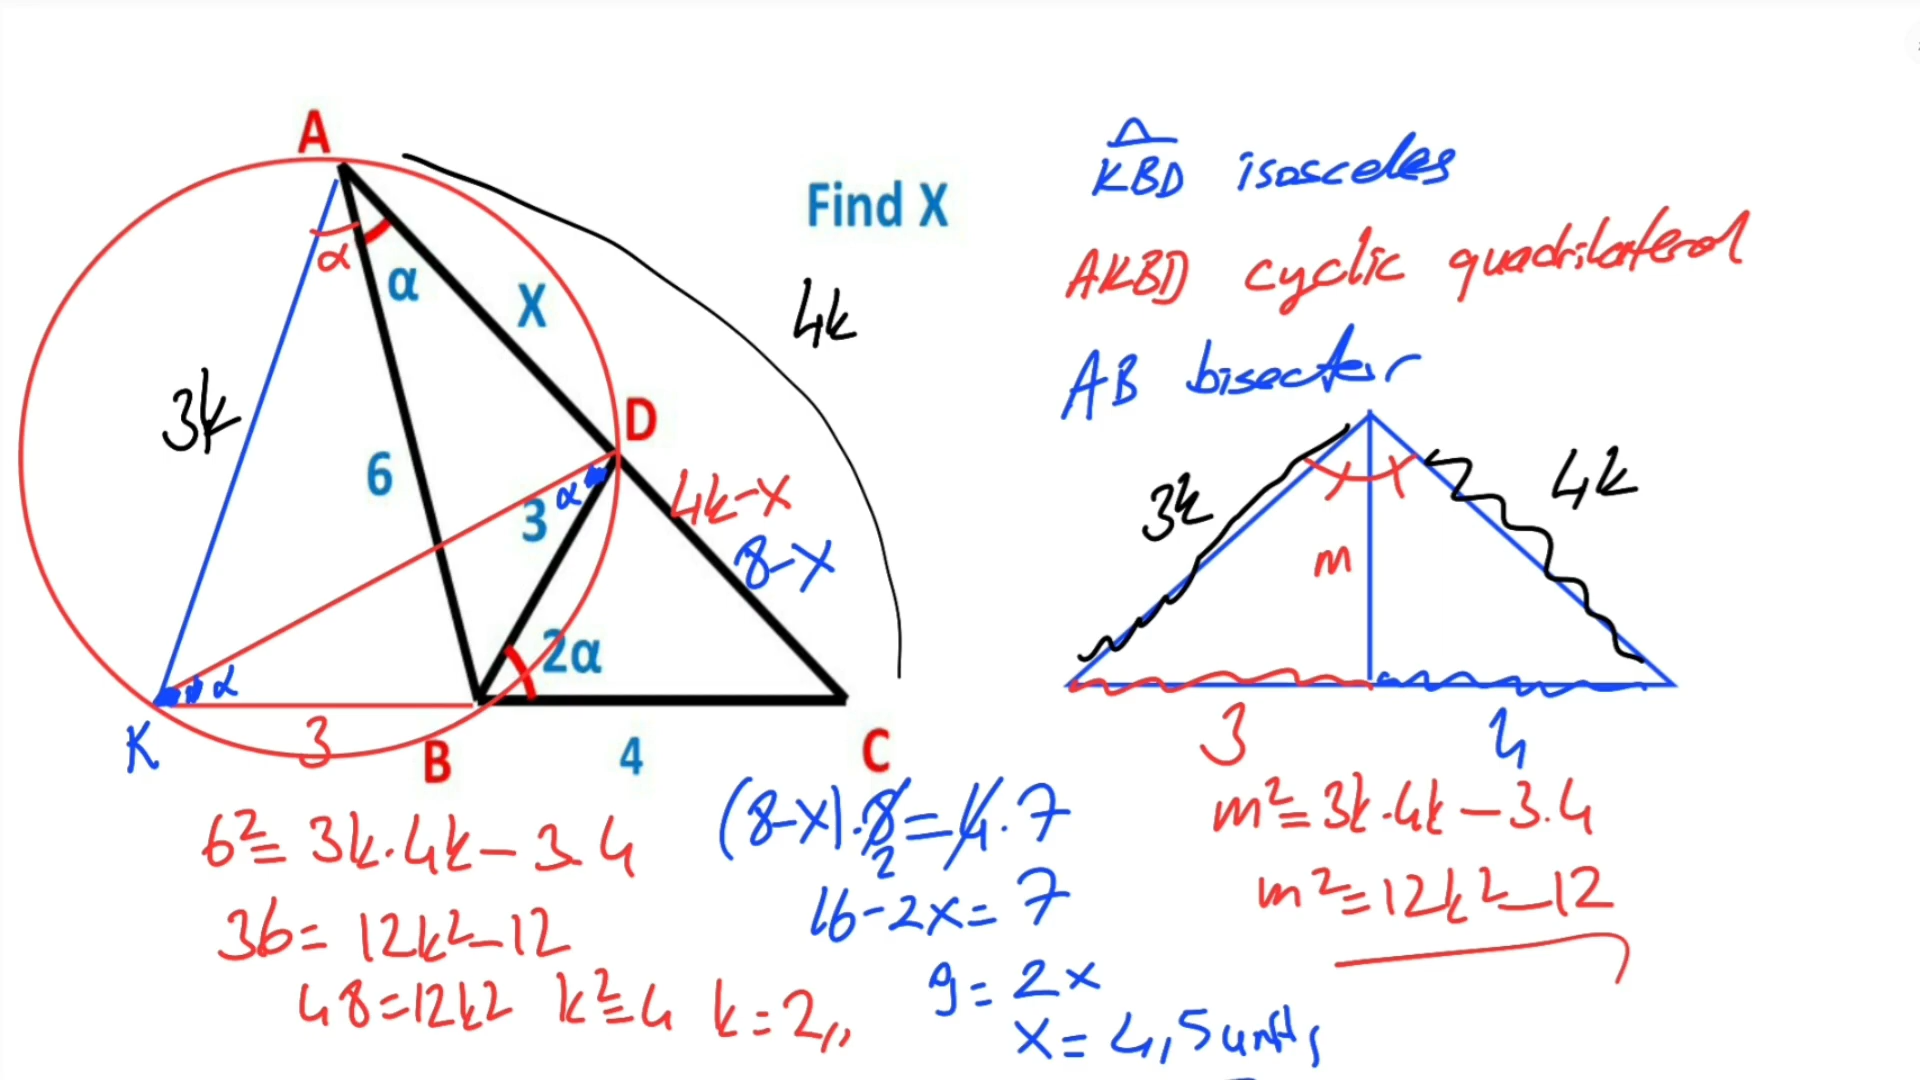 A
Find X
KBD isosceles
AKBD cyclic quadrilateral
AB bisector
α
α
X
4k
3k
6
D
3
α
4k-x
8-x
3k
4k
m
2α
α
K
3
B
4
C
3
4
6²= 3k.4k-3.4
36= 12k²-12
48=12k² k²=4 k=2,,
(8-x).8=4.7
2
16-2x=7
9=2x
x=4,5 units
m²=3k.4k-3.4
m²=12k²-12